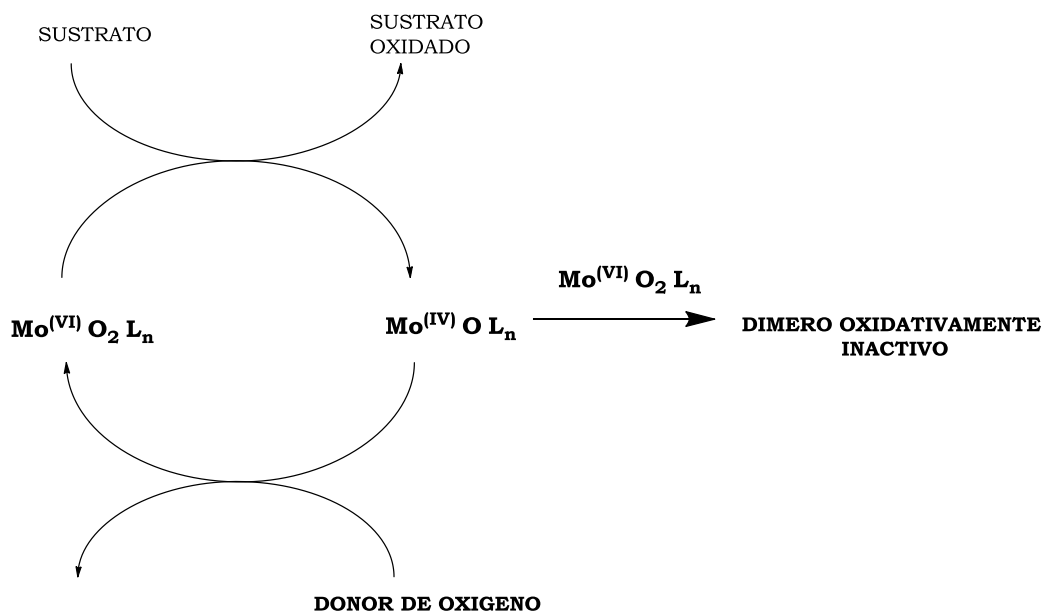 SUSTRATO
SUSTRATO
OXIDADO
Mo(VI) O2 Ln
Mo(VI) O2 Ln
Mo(IV) O Ln
DIMERO OXIDATIVAMENTE
INACTIVO
DONOR DE OXIGENO